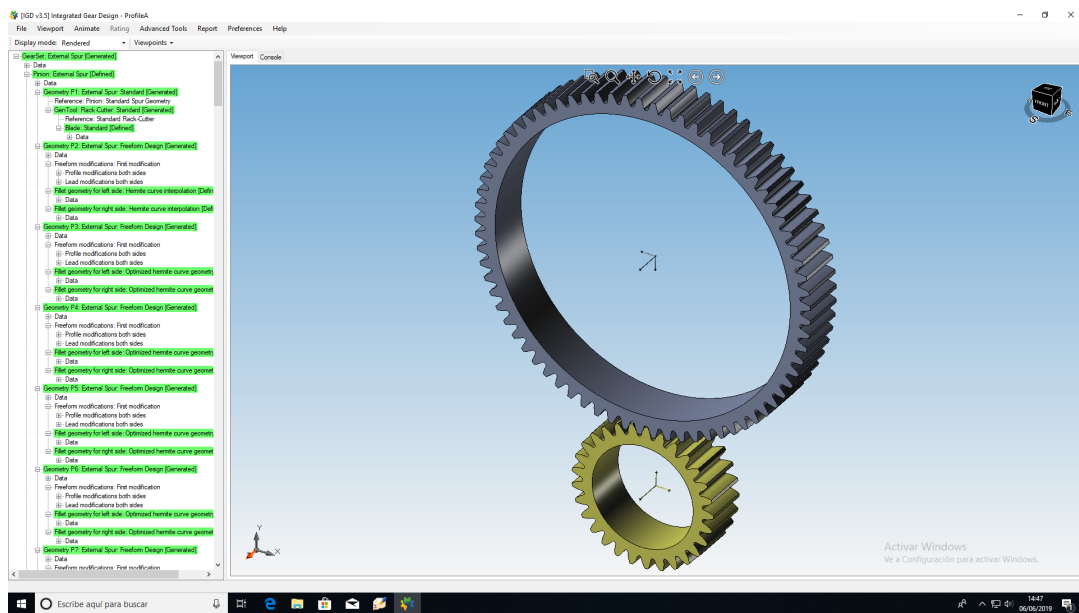 [IGD v3.5] Integrated Gear Design - ProfileA
File Viewport Animate Rating Advanced Tools Report Preferences Help
Display mode: Rendered Viewpoints
GearSet: External Spur [Generated]
Data
Pinion: External Spur [Defined]
Data
Geometry P1: External Spur: Standard [Generated]
Reference: Pinion: Standard Spur Geometry
GenTool: Rack-Cutter: Standard [Generated]
Reference: Standard Rack-Cutter
Blade: Standard [Defined]
Data
Geometry P2: External Spur: Freeform Design [Generated]
Data
Freeform modifications: First modification
Profile modifications both sides
Lead modifications both sides
Fillet geometry for left side: Hermite curve interpolation [Defin
Data
Fillet geometry for right side: Hermite curve interpolation [Defi
Data
Geometry P3: External Spur: Freeform Design [Generated]
Data
Freeform modifications: First modification
Profile modifications both sides
Lead modifications both sides
Fillet geometry for left side: Optimized hermite curve geometry
Data
Fillet geometry for right side: Optimized hermite curve geomet
Data
Geometry P4: External Spur: Freeform Design [Generated]
Data
Freeform modifications: First modification
Profile modifications both sides
Lead modifications both sides
Fillet geometry for left side: Optimized hermite curve geometry
Data
Fillet geometry for right side: Optimized hermite curve geomet
Data
Geometry P5: External Spur: Freeform Design [Generated]
Data
Freeform modifications: First modification
Profile modifications both sides
Lead modifications both sides
Fillet geometry for left side: Optimized hermite curve geometry
Data
Fillet geometry for right side: Optimized hermite curve geomet
Data
Geometry P6: External Spur: Freeform Design [Generated]
Data
Freeform modifications: First modification
Profile modifications both sides
Lead modifications both sides
Fillet geometry for left side: Optimized hermite curve geometry
Data
Fillet geometry for right side: Optimized hermite curve geomet
Data
Geometry P7: External Spur: Freeform Design [Generated]
Data
Freeform modifications: First modification
Viewport Console
FRONT
S
E
Y
X
Activar Windows
Ve a Configuración para activar Windows.
Escribe aquí para buscar
14:47
06/06/2019